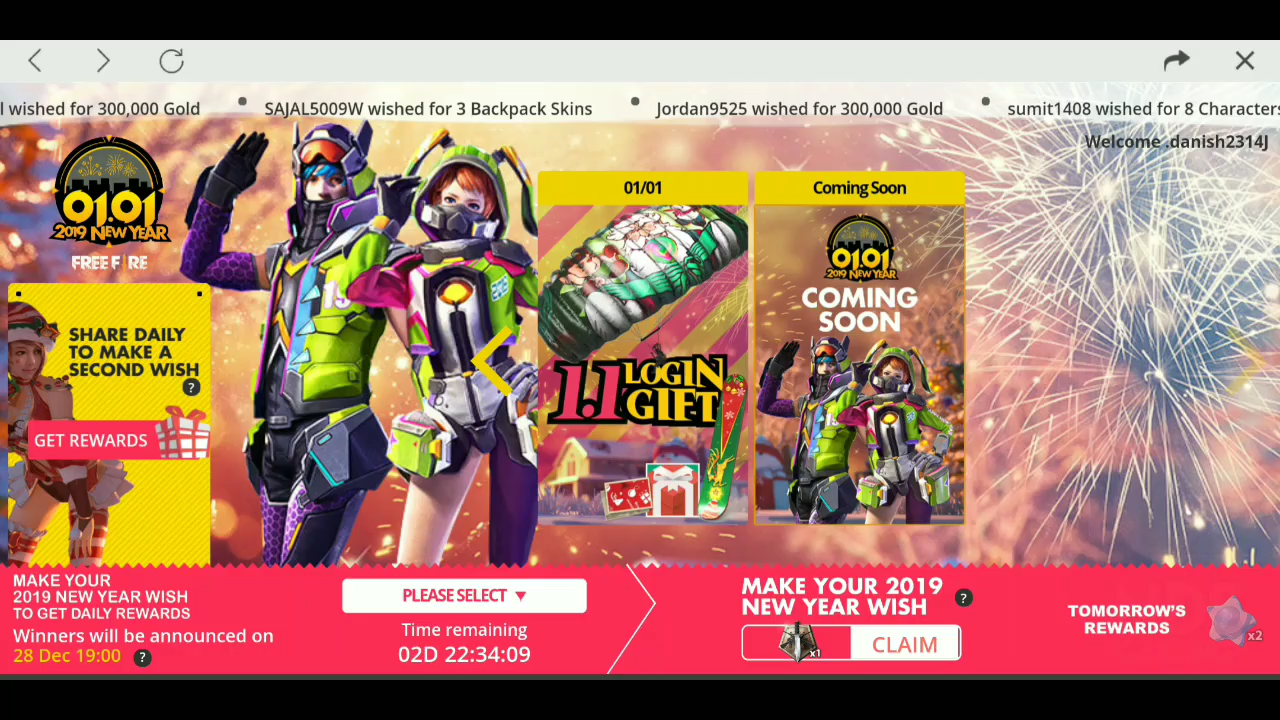 l wished for 300,000 Gold
SAJAL5009W wished for 3 Backpack Skins
Jordan9525 wished for 300,000 Gold
sumit1408 wished for 8 Characters
Welcome .danish2314J
01.01
2019 NEW YEAR
FREE FIRE
SHARE DAILY
TO MAKE A
SECOND WISH
?
GET REWARDS
01/01
1.1 LOGIN
GIFT
Coming Soon
01.01
2019 NEW YEAR
COMING
SOON
MAKE YOUR
2019 NEW YEAR WISH
TO GET DAILY REWARDS
Winners will be announced on
28 Dec 19:00 ?
PLEASE SELECT ▼
Time remaining
02D 22:34:09
MAKE YOUR 2019
NEW YEAR WISH ?
x1 CLAIM
TOMORROW'S
REWARDS
x2